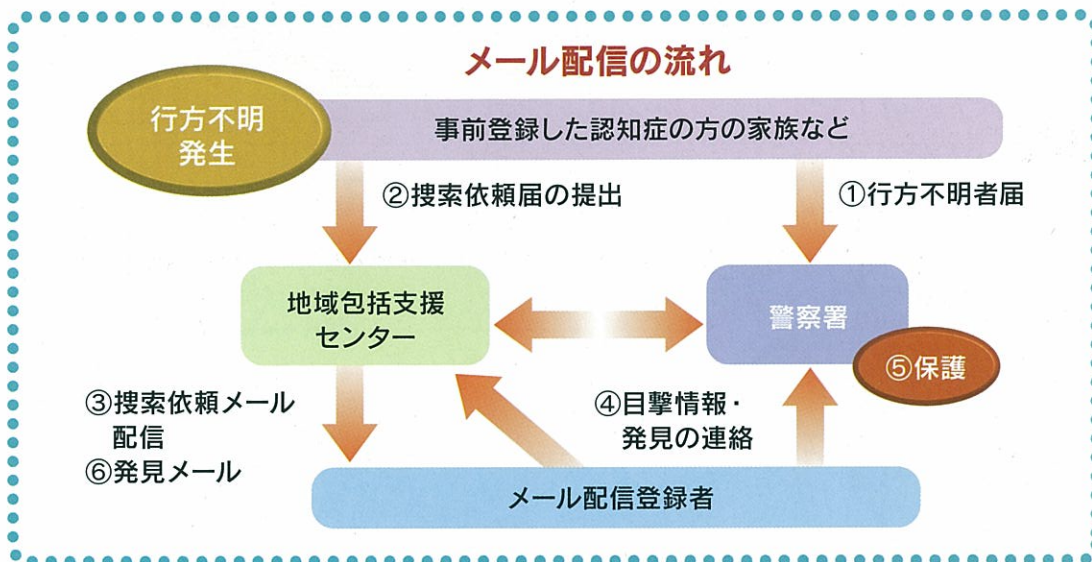 メール配信の流れ
行方不明
発生
事前登録した認知症の方の家族など
②捜索依頼届の提出
①行方不明者届
地域包括支援
センター
警察署
⑤保護
③捜索依頼メール
配信
⑥発見メール
④目撃情報・
発見の連絡
メール配信登録者